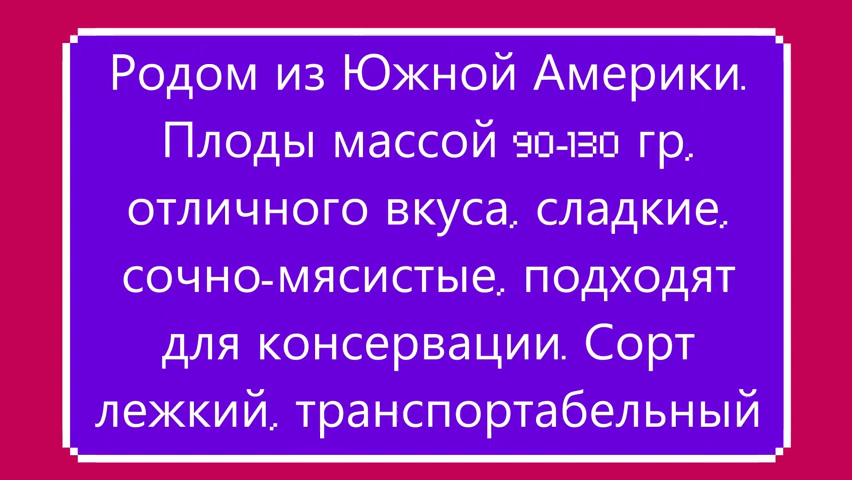 Родом из Южной Америки.
Плоды массой 90-130 гр,
отличного вкуса, сладкие,
сочно-мясистые, подходят
для консервации. Сорт
лежкий, транспортабельный